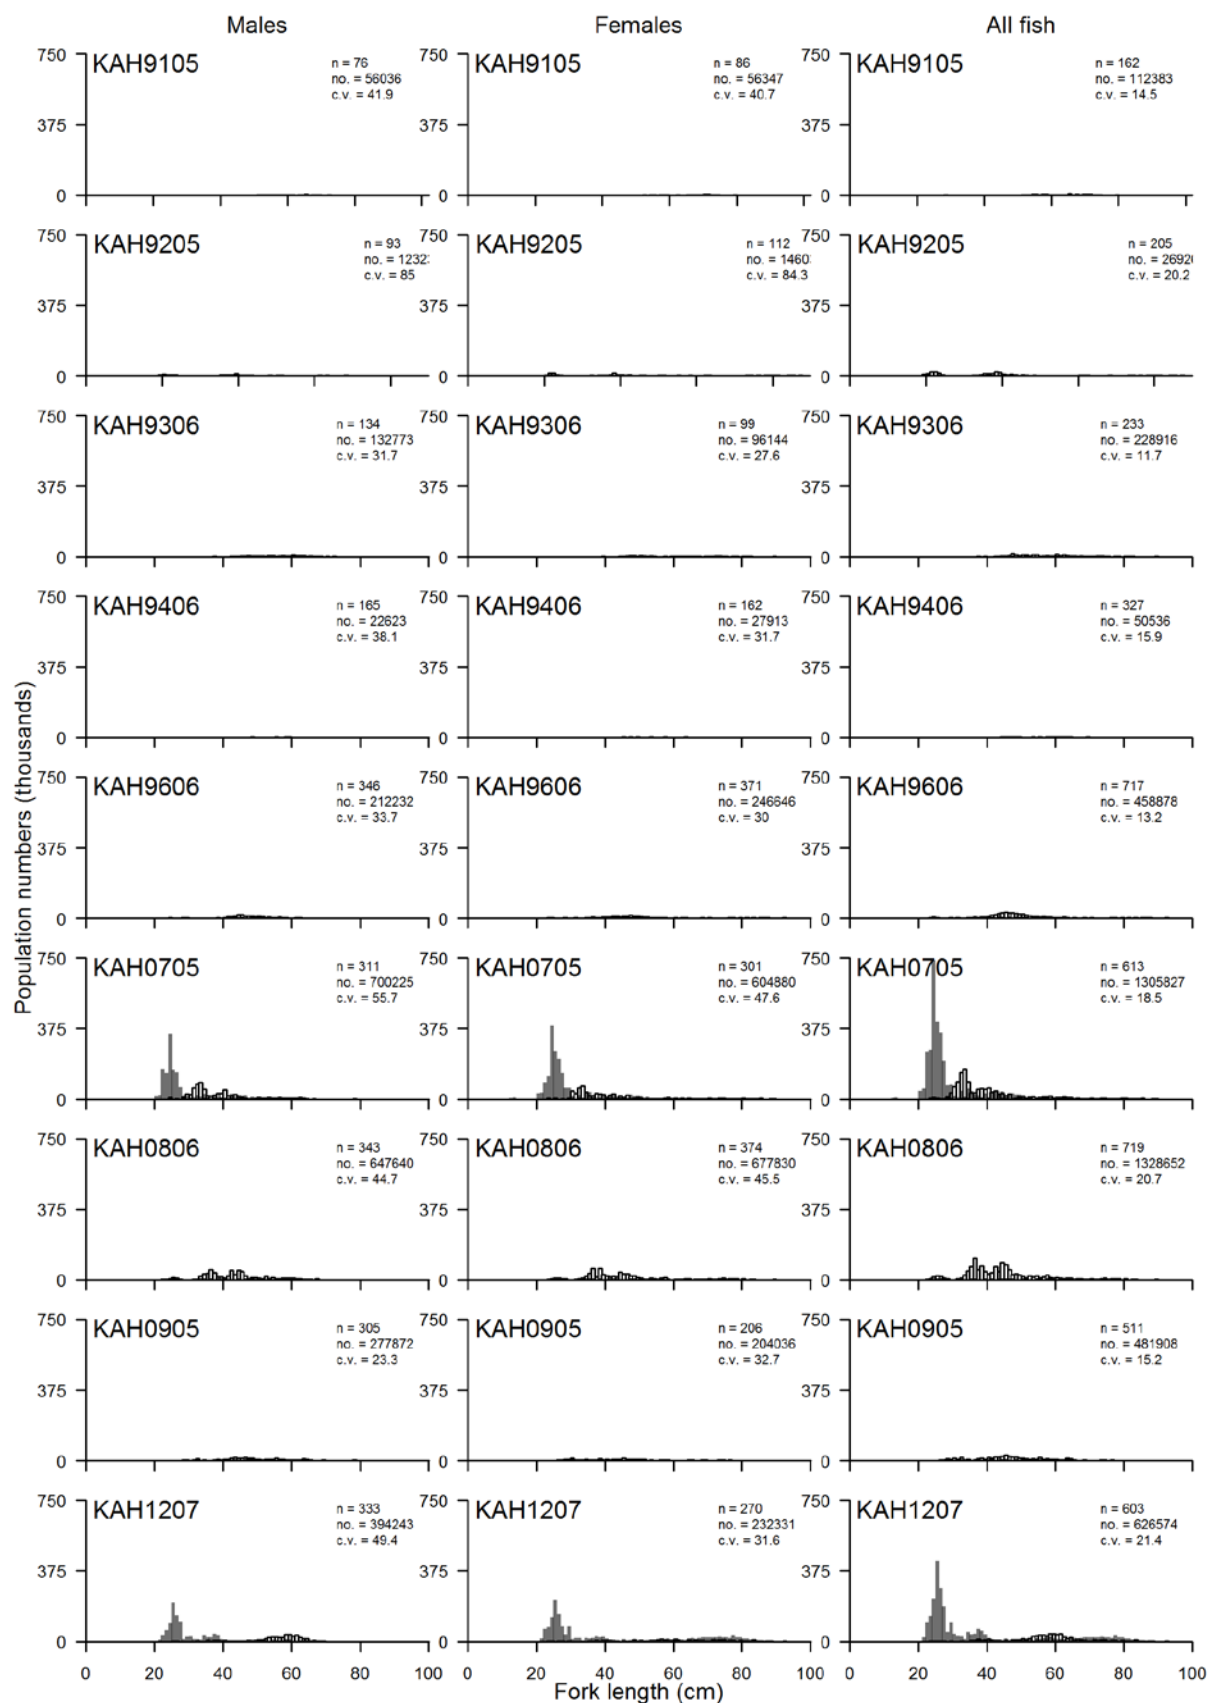 Males Females All fish
Population numbers (thousands)
750 KAH9105 n = 76 KAH9105 n = 86 750 KAH9105 n = 162
no. = 56036 no. = 56347 no. = 112383
c.v. = 41.9 c.v. = 40.7 c.v. = 14.5
375 375 375
0 0 0
750 KAH9205 n = 93 750 KAH9205 n = 112 750 KAH9205 n = 205
no. = 1232 no. = 1460 no. = 2692
c.v. = 85 c.v. = 84.3 c.v. = 20.2
375 375 375
0 0 0
750 KAH9306 n = 134 750 KAH9306 n = 99 750 KAH9306 n = 233
no. = 132773 no. = 96144 no. = 228916
c.v. = 31.7 c.v. = 27.6 c.v. = 11.7
375 375 375
0 0 0
750 KAH9406 n = 165 750 KAH9406 n = 162 750 KAH9406 n = 327
no. = 22623 no. = 27913 no. = 50536
c.v. = 38.1 c.v. = 31.7 c.v. = 15.9
375 375 375
0 0 0
750 KAH9606 n = 346 750 KAH9606 n = 371 750 KAH9606 n = 717
no. = 212232 no. = 246646 no. = 458878
c.v. = 33.7 c.v. = 30 c.v. = 13.2
375 375 375
0 0 0
750 KAH0705 n = 311 750 KAH0705 n = 301 750 KAH0705 n = 613
no. = 700225 no. = 604880 no. = 1305827
c.v. = 55.7 c.v. = 47.6 c.v. = 18.5
375 375 375
0 0 0
750 KAH0806 n = 343 750 KAH0806 n = 374 750 KAH0806 n = 719
no. = 647640 no. = 677830 no. = 1328652
c.v. = 44.7 c.v. = 45.5 c.v. = 20.7
375 375 375
0 0 0
750 KAH0905 n = 305 750 KAH0905 n = 206 750 KAH0905 n = 511
no. = 277872 no. = 204036 no. = 481908
c.v. = 23.3 c.v. = 32.7 c.v. = 15.2
375 375 375
0 0 0
750 KAH1207 n = 333 750 KAH1207 n = 270 750 KAH1207 n = 603
no. = 394243 no. = 232331 no. = 626574
c.v. = 49.4 c.v. = 31.6 c.v. = 21.4
375 375 375
0 0 0
0 20 40 60 80 100 0 20 40 60 80 100 0 20 40 60 80 100
Fork length (cm)